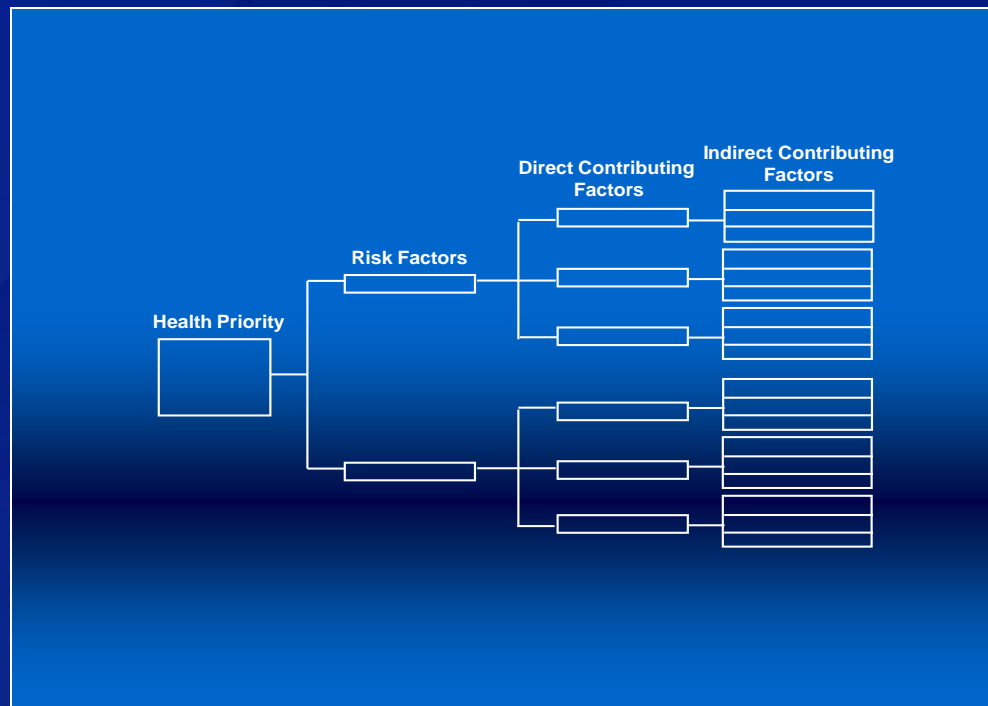 Health Priority
Risk Factors
Direct Contributing
Factors
Indirect Contributing
Factors